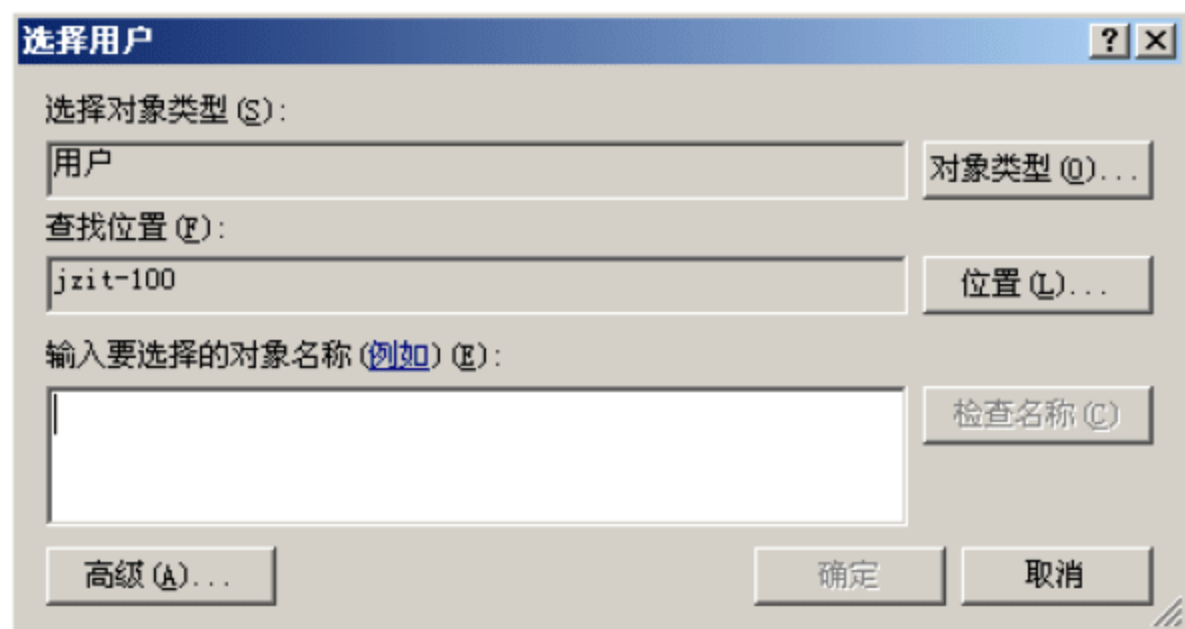 选择用户
选择对象类型(S):
用户
对象类型(O)...
查找位置(F):
jzit-100
位置(L)...
输入要选择的对象名称(例如)(E):
检查名称(C)
高级(A)...
确定
取消